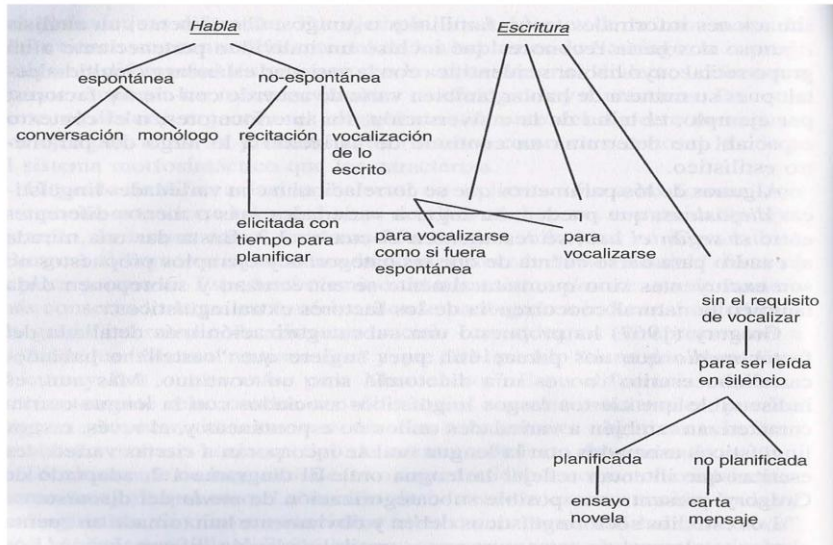 Habla
Escritura
espontánea
no-espontánea
conversación
monólogo
recitación
vocalización
de lo
escrito
elicitada con
tiempo para
planificar
para vocalizarse
como si fuera
espontánea
para
vocalizarse
sin el requisito
de leerse
para ser leída
en silencio
planificada
no planificada
ensayo
novela
carta
mensaje